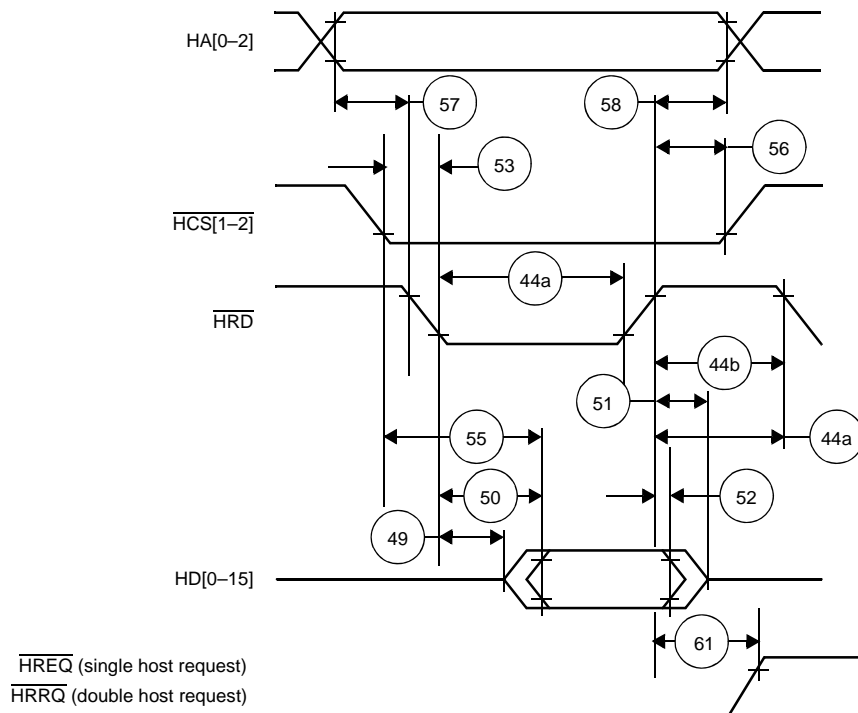 HA[0–2]
57
58
53
56
HCS[1–2]
44a
HRD
44b
51
55
44a
50
52
49
HD[0–15]
61
HREQ (single host request)
HRRQ (double host request)